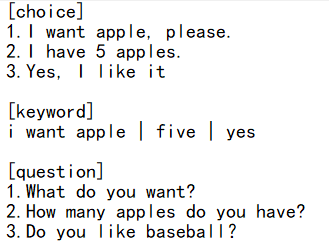 [choice]
1.I want apple, please.
2.I have 5 apples.
3.Yes, I like it

[keyword]
i want apple | five | yes

[question]
1.What do you want?
2.How many apples do you have?
3.Do you like baseball?